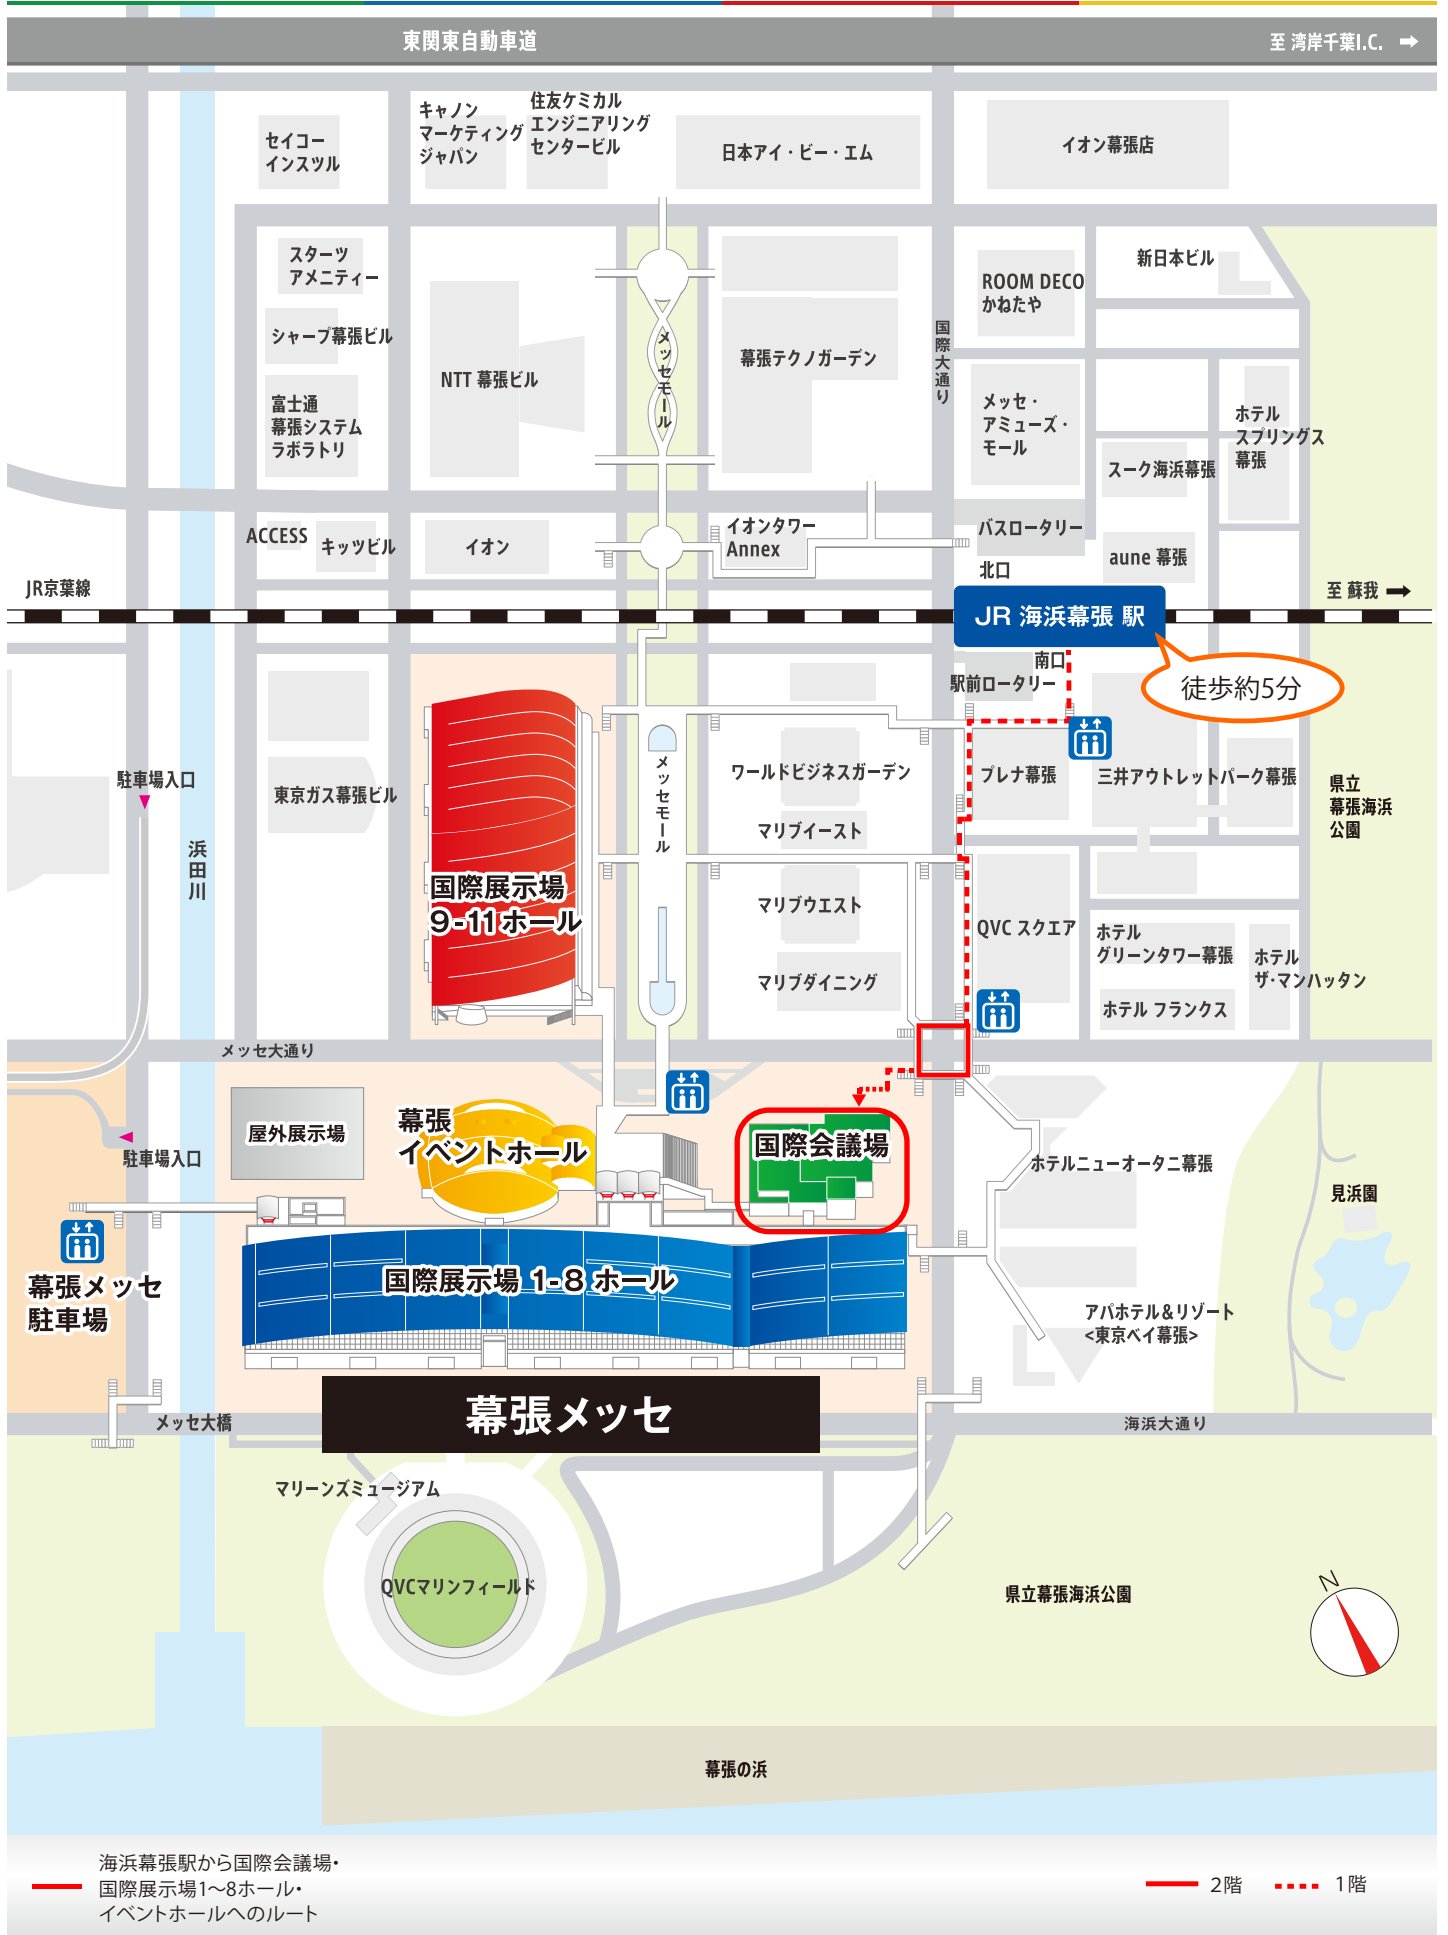 東関東自動車道
至 湾岸千葉I.C.
セイコー
インスツル
キャノン
マーケティング
ジャパン
住友ケミカル
エンジニアリング
センタービル
日本アイ・ビー・エム
イオン幕張店
スターツ
アメニティー
シャープ幕張ビル
富士通
幕張システム
ラボラトリ
NTT 幕張ビル
メッセモール
幕張テクノガーデン
国際大通り
ROOM DECO
かねたや
新日本ビル
メッセ・
アミューズ・
モール
ホテル
スプリングス
幕張
スーク海浜幕張
ACCESS
キッツビル
イオン
イオンタワー
Annex
バスロータリー
北口
aune 幕張
JR京葉線
至 蘇我
JR 海浜幕張 駅
南口
駅前ロータリー
徒歩約5分
駐車場入口
東京ガス幕張ビル
メッセモール
ワールドビジネスガーデン
プレナ幕張
三井アウトレットパーク幕張
県立
幕張海浜
公園
マリブイースト
浜田川
国際展示場
9-11ホール
マリブウエスト
QVC スクエア
ホテル
グリーンタワー幕張
ホテル
ザ・マンハッタン
マリブダイニング
ホテル フランクス
メッセ大通り
屋外展示場
幕張
イベントホール
国際会議場
駐車場入口
ホテルニューオータニ幕張
見浜園
幕張メッセ
駐車場
国際展示場 1-8 ホール
アパホテル&リゾート
<東京ベイ幕張>
幕張メッセ
メッセ大橋
海浜大通り
マリーンズミュージアム
QVCマリンフィールド
県立幕張海浜公園
N
幕張の浜
海浜幕張駅から国際会議場・
国際展示場1〜8ホール・
イベントホールへのルート
2階
1階